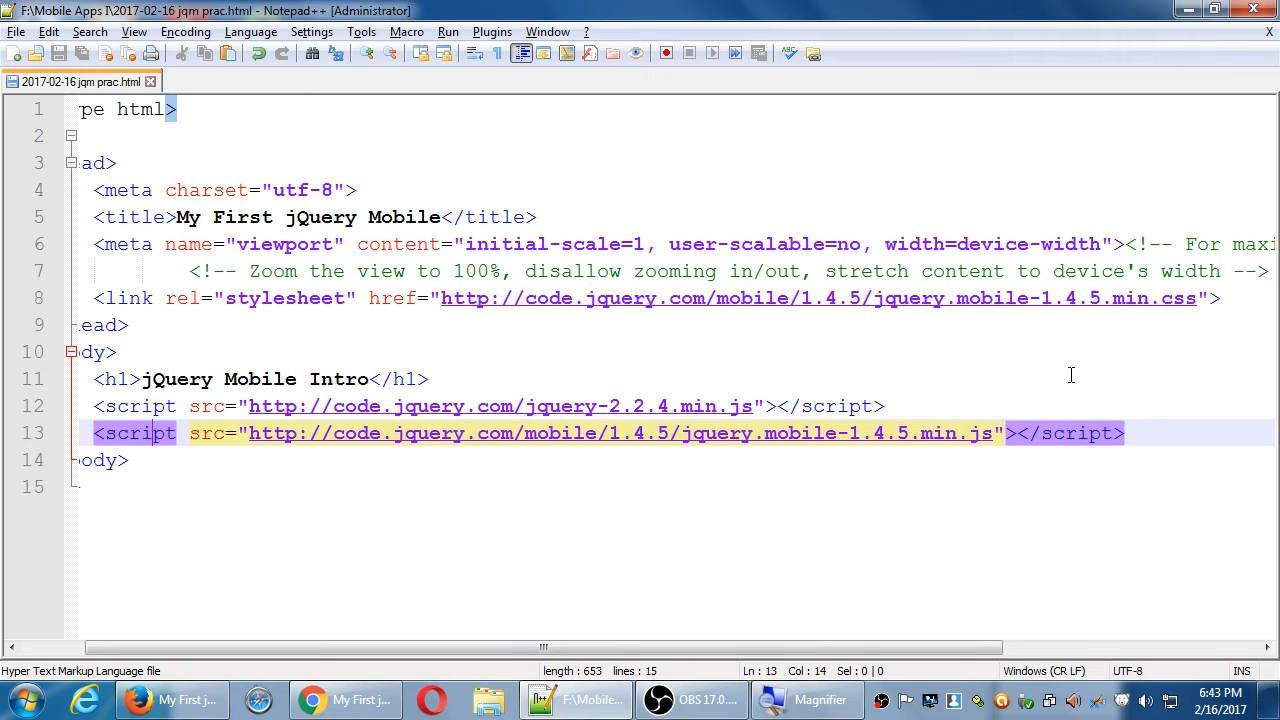 F:\Mobile Apps I\2017-02-16 jqm prac.html - Notepad++ [Administrator]
File Edit Search View Encoding Language Settings Tools Macro Run Plugins Window ? X
2017-02-16 jqm prac.html
1 pe html>
2
3 ad>
4 <meta charset="utf-8">
5 <title>My First jQuery Mobile</title>
6 <meta name="viewport" content="initial-scale=1, user-scalable=no, width=device-width"><!-- For maxi
7 <!-- Zoom the view to 100%, disallow zooming in/out, stretch content to device's width -->
8 <link rel="stylesheet" href="http://code.jquery.com/mobile/1.4.5/jquery.mobile-1.4.5.min.css">
9 ead>
10 dy>
11 <h1>jQuery Mobile Intro</h1>
12 <script src="http://code.jquery.com/jquery-2.2.4.min.js"></script>
13 <script src="http://code.jquery.com/mobile/1.4.5/jquery.mobile-1.4.5.min.js"></script>
14 ody>
15
Hyper Text Markup Language file length : 653 lines : 15 Ln : 13 Col : 14 Sel : 0 | 0 Windows (CR LF) UTF-8 INS
My First j... My First j... F:\Mobile... OBS 17.0.... Magnifier 6:43 PM
2/16/2017